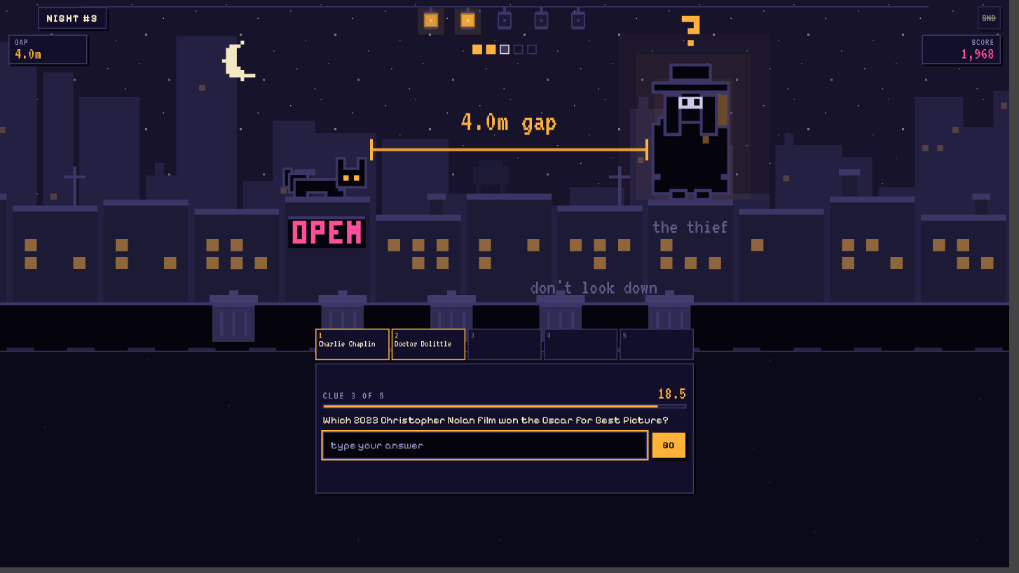 NIGHT #3
SND
GAP
4.0m
SCORE
1,968
?
4.0m gap
OPEN
the thief
don't look down
1
Charlie Chaplin
2
Doctor Dolittle
3
4
5
CLUE 3 OF 5
18.5
Which 2023 Christopher Nolan film won the Oscar for Best Picture?
type your answer
GO